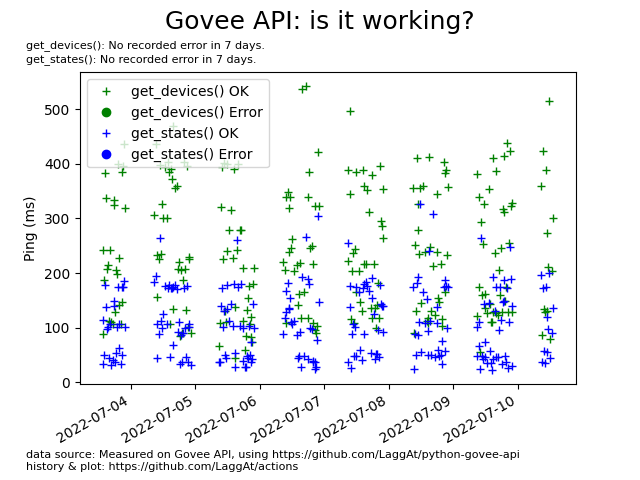 Govee API: is it working?
get_devices(): No recorded error in 7 days.
get_states(): No recorded error in 7 days.
get_devices() OK
get_devices() Error
get_states() OK
get_states() Error
Ping (ms)
500
400
300
200
100
0
2022-07-04
2022-07-05
2022-07-06
2022-07-07
2022-07-08
2022-07-09
2022-07-10
data source: Measured on Govee API, using https://github.com/LaggAt/python-govee-api
history & plot: https://github.com/LaggAt/actions